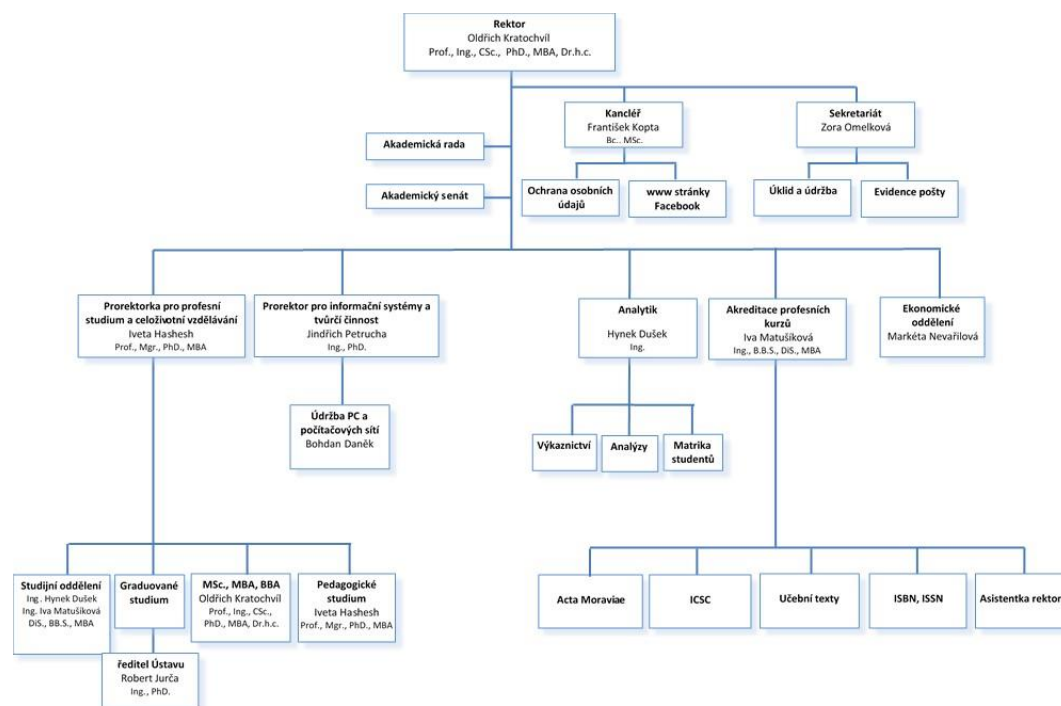 Rektor
Oldřich Kratochvíl
Prof., Ing., CSc., PhD., MBA, Dr.h.c.
Kancléř
František Kopta
Bc.. MSc.
Sekretariát
Zora Omelková
Akademická rada
Akademický senát
Ochrana osobních
údajů
www stránky
Facebook
Úklid a údržba
Evidence pošty
Prorektorka pro profesní
studium a celoživotní vzdělávání
Iveta Hashesh
Prof., Mgr., PhD., MBA
Prorektor pro informační systémy a
tvůrčí činnost
Jindřich Petrucha
Ing., PhD.
Analytik
Hynek Dušek
Ing.
Akreditace profesních
kurzů
Iva Matušíková
Ing., B.B.S., DiS., MBA
Ekonomické
oddělení
Markéta Nevařilová
Údržba PC a
počítačových sítí
Bohdan Daněk
Výkaznictví
Analýzy
Matrika
studentů
Studijní oddělení
Ing. Hynek Dušek
Ing. Iva Matušíková
DiS., BB.S., MBA
Graduované
studium
MSc., MBA, BBA
Oldřich Kratochvíl
Prof., Ing., CSc.,
PhD., MBA, Dr.h.c.
Pedagogické
studium
Iveta Hashesh
Prof., Mgr., PhD., MBA
ředitel Ústavu
Robert Jurča
Ing., PhD.
Acta Moraviae
ICSC
Učební texty
ISBN, ISSN
Asistentka rektor